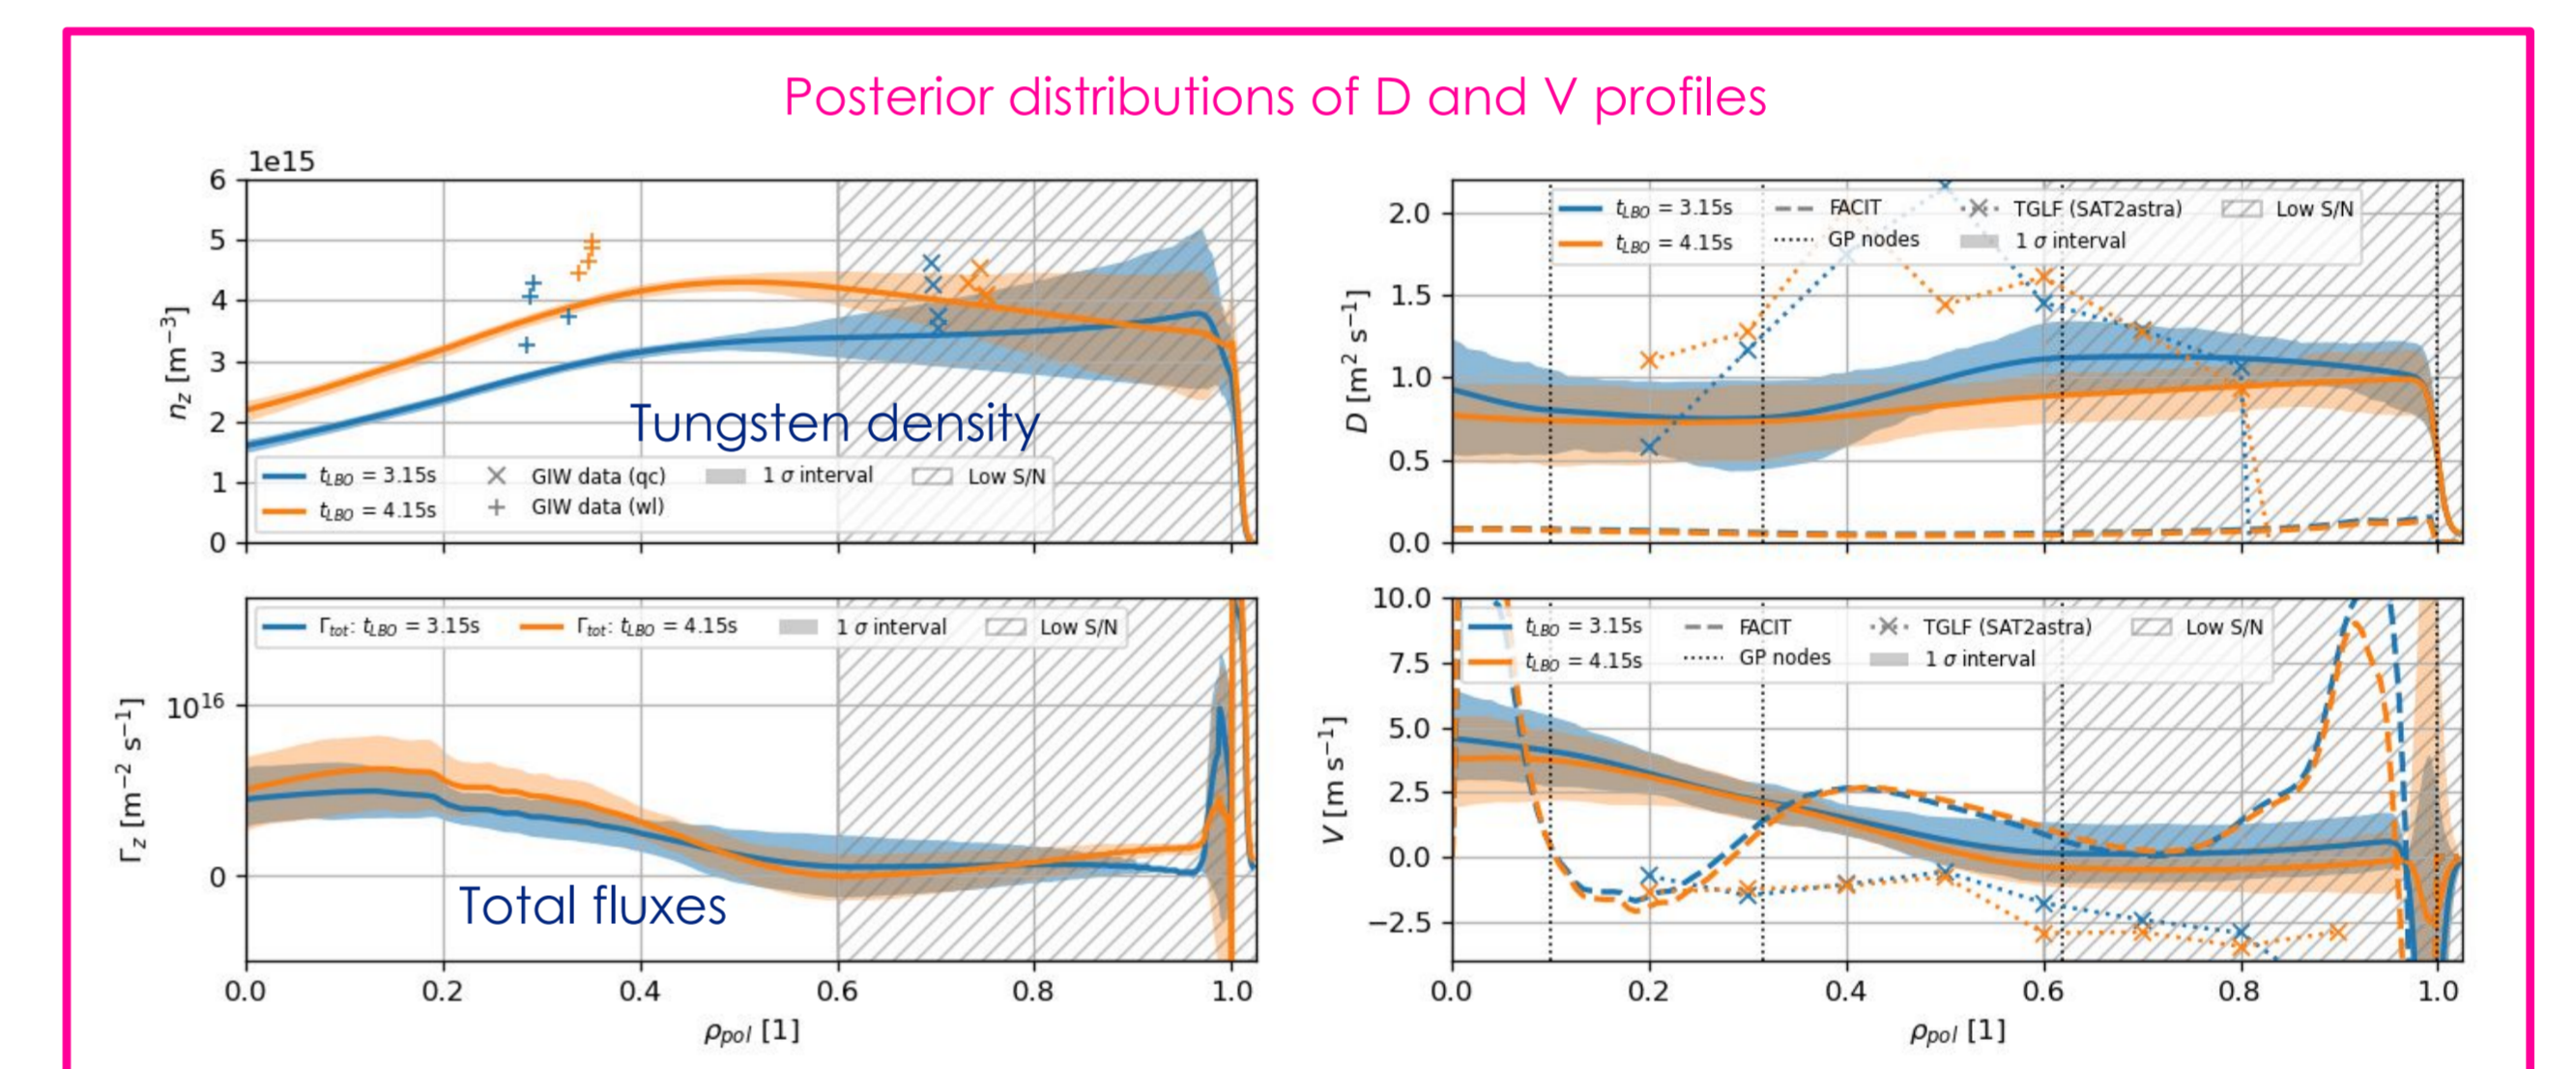 Posterior distributions of D and V profiles
1e15
6
5
4
3
2
1
0
n_z [m⁻³]
Tungsten density
t_LBO = 3.15s
t_LBO = 4.15s
GIW data (qc)
GIW data (wl)
1 σ interval
Low S/N
2.0
1.5
1.0
0.5
0.0
D [m² s⁻¹]
t_LBO = 3.15s
t_LBO = 4.15s
FACIT
GP nodes
TGLF (SAT2astra)
1 σ interval
Low S/N
Γ_tot: t_LBO = 3.15s
Γ_tot: t_LBO = 4.15s
1 σ interval
Low S/N
10¹⁶
0
Γ_z [m⁻² s⁻¹]
Total fluxes
0.0 0.2 0.4 0.6 0.8 1.0
ρ_pol [1]
10.0
7.5
5.0
2.5
0.0
−2.5
V [m s⁻¹]
t_LBO = 3.15s
t_LBO = 4.15s
FACIT
GP nodes
TGLF (SAT2astra)
1 σ interval
Low S/N
0.0 0.2 0.4 0.6 0.8 1.0
ρ_pol [1]